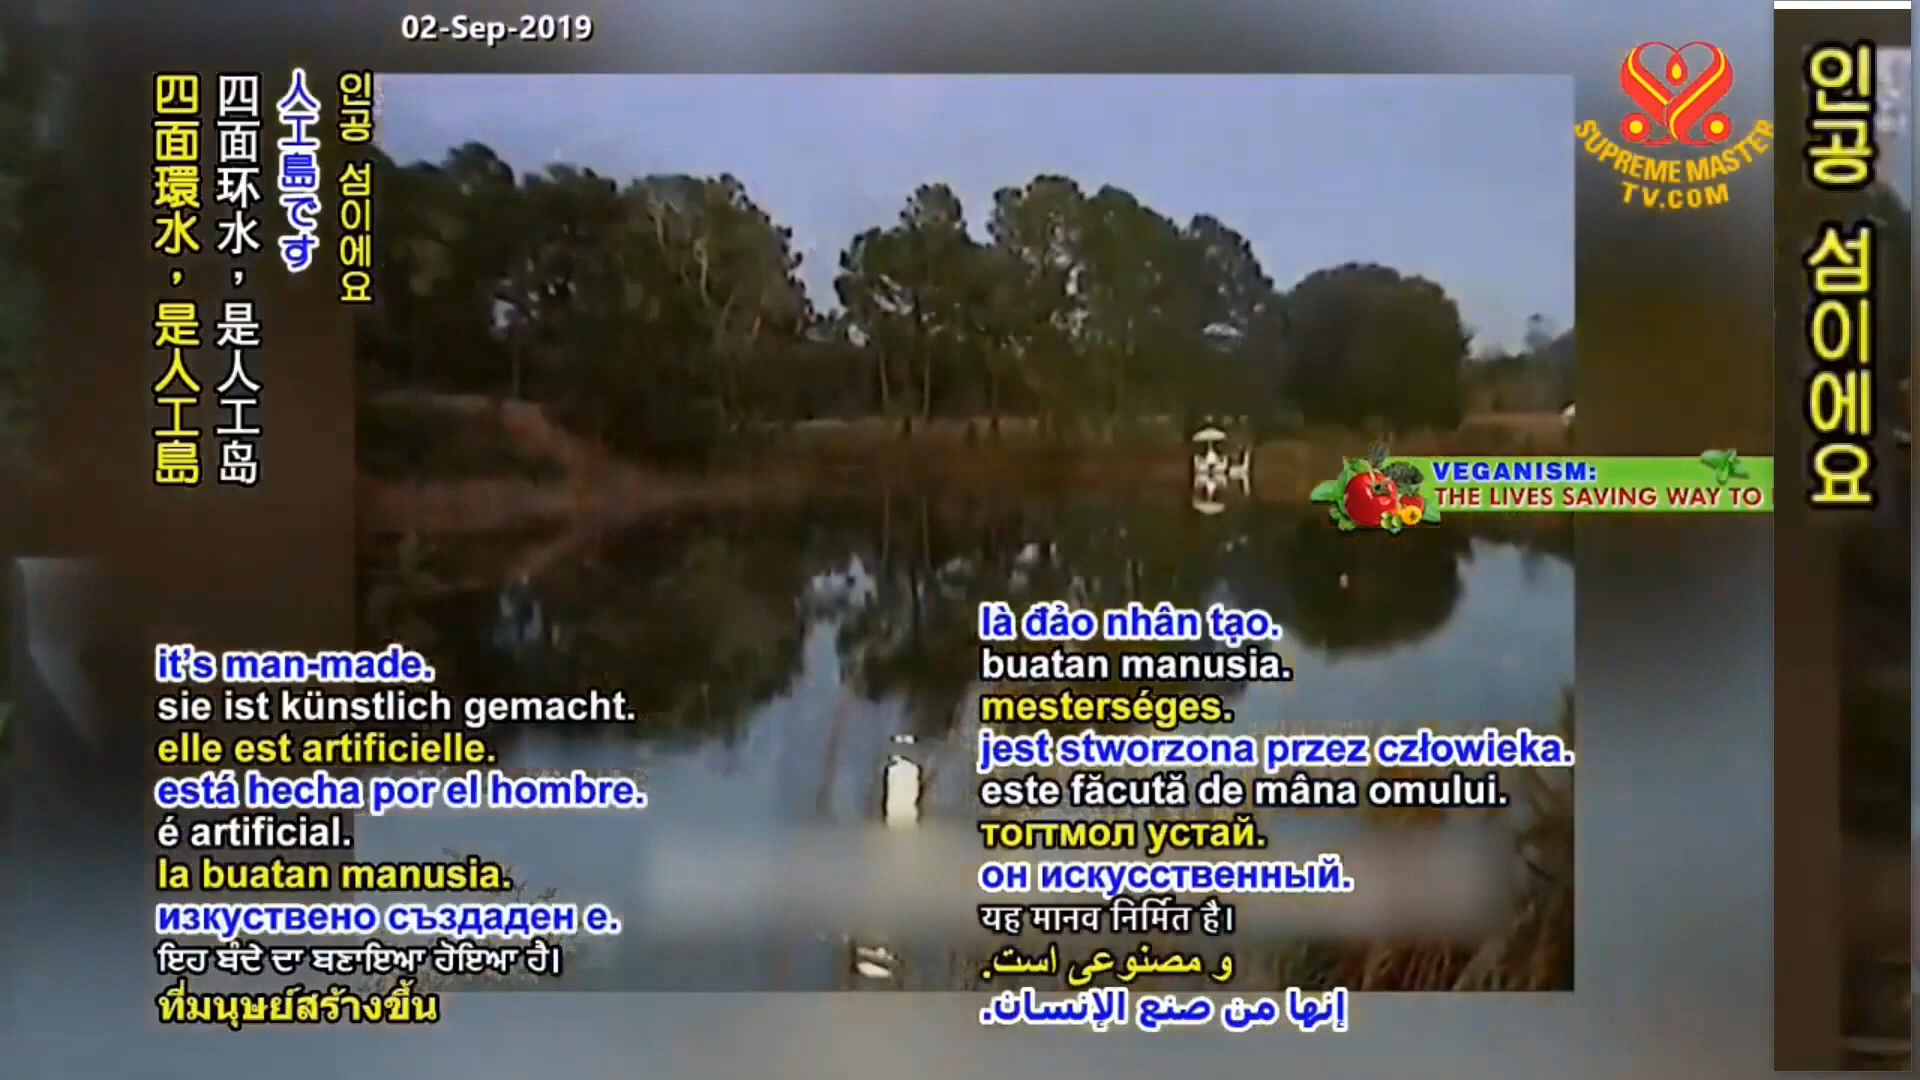 02-Sep-2019
인공 섬이에요
人工島です
四面环水，是人工岛
四面環水，是人工島
SUPREME MASTER
TV.COM
인공 섬이에요
VEGANISM:
THE LIVES SAVING WAY TO
it's man-made.
sie ist künstlich gemacht.
elle est artificielle.
está hecha por el hombre.
é artificial.
Ia buatan manusia.
изкуствено създаден е.
ਇਹ ਬੰਦੇ ਦਾ ਬਣਾਇਆ ਹੋਇਆ ਹੈ।
ที่มนุษย์สร้างขึ้น
là đảo nhân tạo.
buatan manusia.
mesterséges.
jest stworzona przez człowieka.
este făcută de mâna omului.
тогтмол устай.
он искусственный.
यह मानव निर्मित है।
و مصنوعی است.
إنها من صنع الإنسان.